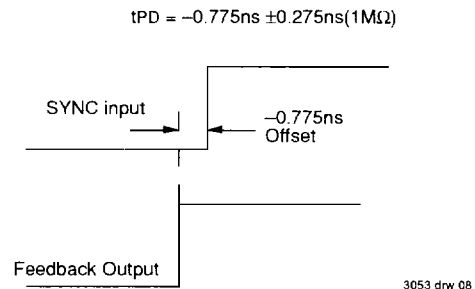 tPD = –0.775ns ±0.275ns(1MΩ)
SYNC input
–0.775ns
Offset
Feedback Output
3053 drw 08